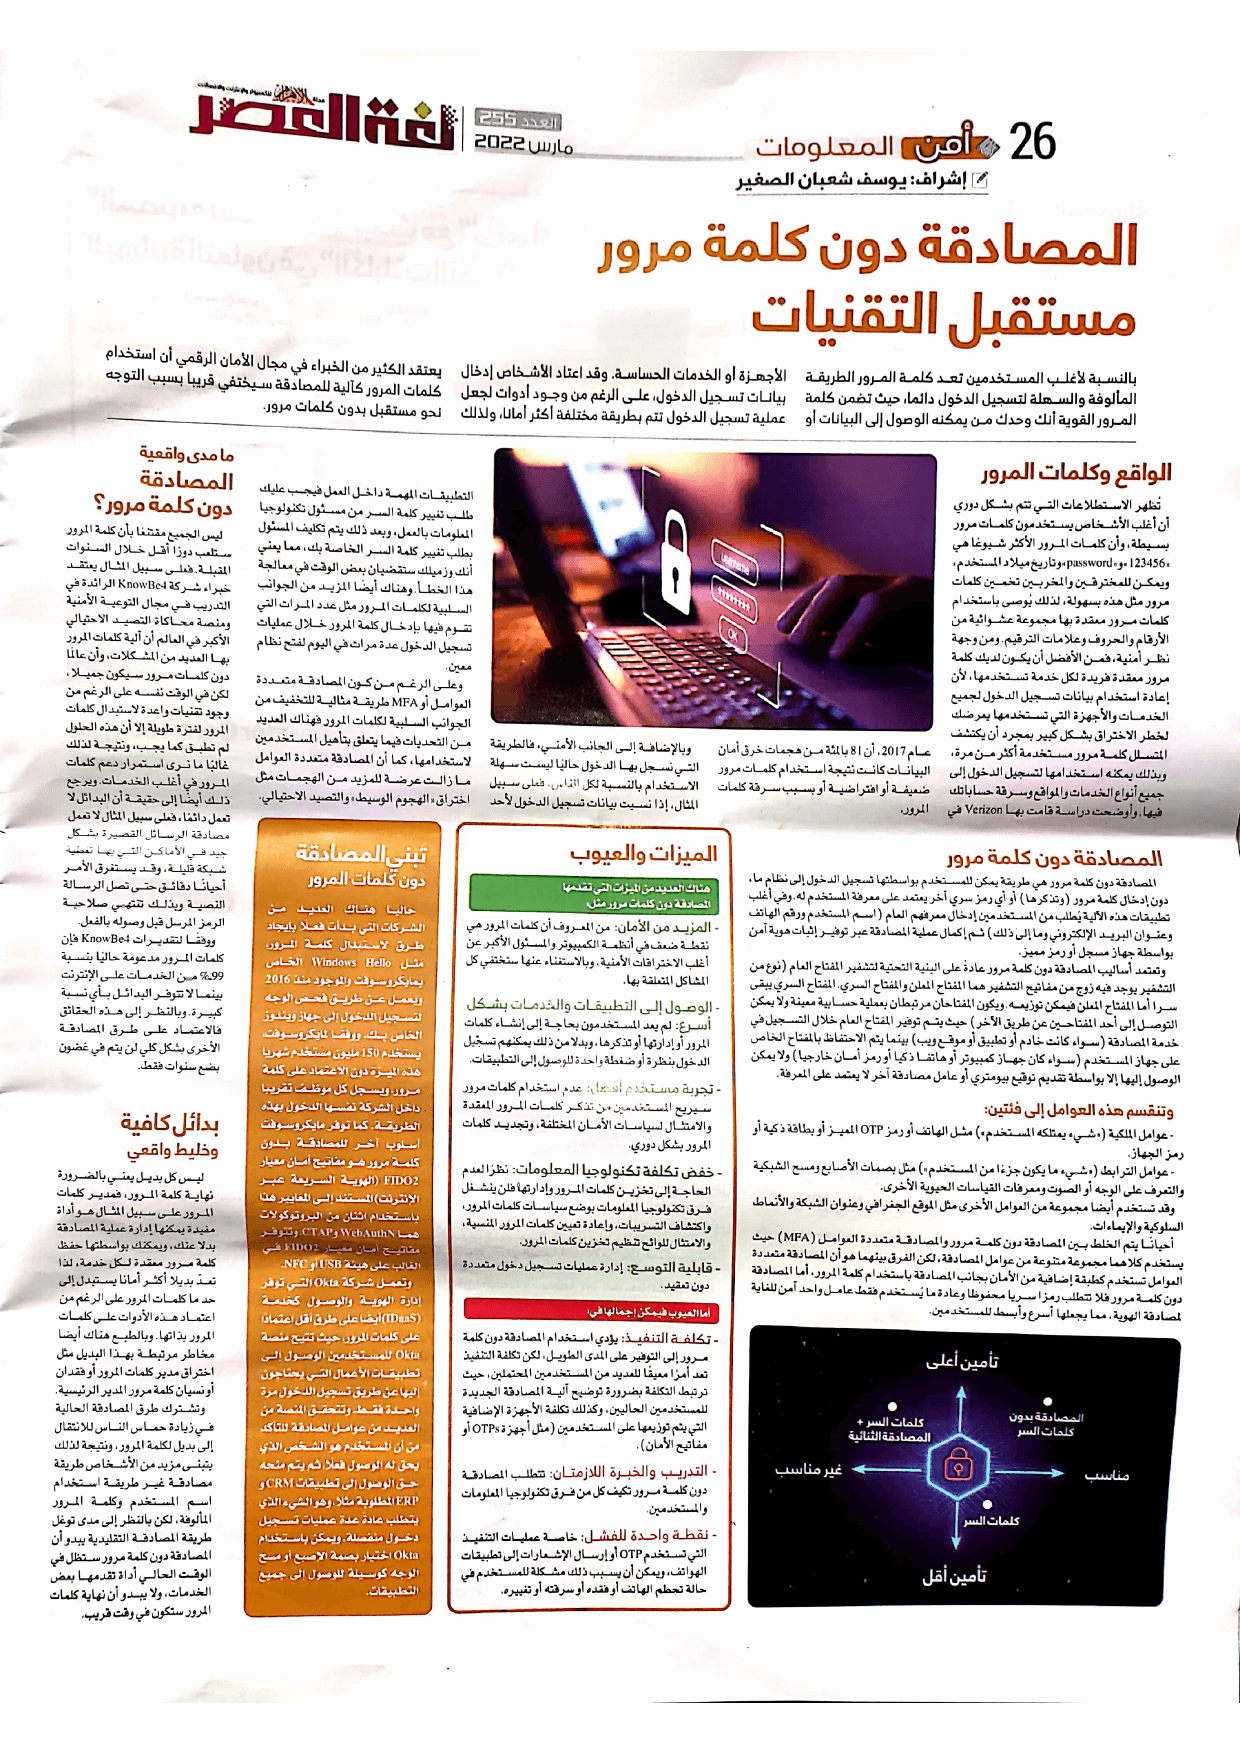 26
أمن المعلومات
إشراف: يوسف شعبان الصغير
العدد 255
مارس 2022
مجلة الأهرام للكمبيوتر والإنترنت والاتصالات
لغة العصر
المصادقة دون كلمة مرور
مستقبل التقنيات
بالنسبة لأغلب المستخدمين تعد كلمة المرور الطريقة
المألوفة والسهلة لتسجيل الدخول دائما، حيث تضمن كلمة
المرور القوية أنك وحدك من يمكنه الوصول إلى البيانات أو
الأجهزة أو الخدمات الحساسة. وقد اعتاد الأشخاص إدخال
بيانات تسجيل الدخول، على الرغم من وجود أدوات لجعل
عملية تسجيل الدخول تتم بطريقة مختلفة أكثر أمانا، ولذلك
يعتقد الكثير من الخبراء في مجال الأمان الرقمي أن استخدام
كلمات المرور كآلية للمصادقة سيختفي قريبا بسبب التوجه
نحو مستقبل بدون كلمات مرور.
الواقع وكلمات المرور
تُظهر الاستطلاعات التي تتم بشكل دوري
أن أغلب الأشخاص يستخدمون كلمات مرور
بسيطة، وأن كلمات المرور الأكثر شيوعًا هي
«123456» و«password» وتاريخ ميلاد المستخدم،
ويمكن للمخترقين والمخربين تخمين كلمات
مرور مثل هذه بسهولة، لذلك يُوصى باستخدام
كلمات مرور معقدة بها مجموعة عشوائية من
الأرقام والحروف وعلامات الترقيم. ومن وجهة
نظر أمنية، فمن الأفضل أن يكون لديك كلمة
مرور معقدة فريدة لكل خدمة تستخدمها، لأن
إعادة استخدام بيانات تسجيل الدخول لجميع
الخدمات والأجهزة التي تستخدمها يعرضك
لخطر الاختراق بشكل كبير بمجرد أن يكتشف
المتسلل كلمة مرور مستخدمة أكثر من مرة،
وبذلك يمكنه استخدامها لتسجيل الدخول إلى
جميع أنواع الخدمات والمواقع وسرقة حساباتك
فيها. وأوضحت دراسة قامت بها Verizon في
username
********
OK
عام 2017، أن 81 بالمئة من هجمات خرق أمان
البيانات كانت نتيجة استخدام كلمات مرور
ضعيفة أو افتراضية أو بسبب سرقة كلمات
المرور.
وبالإضافة إلى الجانب الأمني، فالطريقة
التي نسجل بها الدخول حاليًا ليست سهلة
الاستخدام بالنسبة لكل الناس. فعلى سبيل
المثال، إذا نسيت بيانات تسجيل الدخول لأحد
التطبيقات المهمة داخل العمل فيجب عليك
طلب تغيير كلمة السر من مسئول تكنولوجيا
المعلومات بالعمل، وبعد ذلك يتم تكليف المسئول
بطلب تغيير كلمة السر الخاصة بك، مما يعني
أنك وزميلك ستقضيان بعض الوقت في معالجة
هذا الخطأ. وهناك أيضًا المزيد من الجوانب
السلبية لكلمات المرور مثل عدد المرات التي
تقوم فيها بإدخال كلمة المرور خلال عمليات
تسجيل الدخول عدة مرات في اليوم لفتح نظام
معين.
وعلى الرغم من كون المصادقة متعددة
العوامل أو MFA طريقة مثالية للتخفيف من
الجوانب السلبية لكلمات المرور فهناك العديد
من التحديات فيما يتعلق بتأهيل المستخدمين
لاستخدامها، كما أن المصادقة متعددة العوامل
ما زالت عرضة للمزيد من الهجمات مثل
اختراق «الهجوم الوسيط» والتصيد الاحتيالي.
المصادقة دون كلمة مرور
المصادقة دون كلمة مرور هي طريقة يمكن للمستخدم بواسطتها تسجيل الدخول إلى نظام ما،
دون إدخال كلمة مرور (وتذكرها) أو أي رمز سري آخر يعتمد على معرفة المستخدم له. وفي أغلب
تطبيقات هذه الآلية يُطلب من المستخدمين إدخال معرفهم العام (اسم المستخدم ورقم الهاتف
وعنوان البريد الإلكتروني وما إلى ذلك) ثم إكمال عملية المصادقة عبر توفير إثبات هوية آمن
بواسطة جهاز مسجل أو رمز مميز.
وتعتمد أساليب المصادقة دون كلمة مرور عادة على البنية التحتية لتشفير المفتاح العام (نوع من
التشفير يوجد فيه زوج من مفاتيح التشفير هما المفتاح المعلن والمفتاح السري. المفتاح السري يبقى
سرا أما المفتاح المعلن فيمكن توزيعه. ويكون المفتاحان مرتبطان بعملية حسابية معينة ولا يمكن
التوصل إلى أحد المفتاحين عن طريق الآخر) حيث يتم توفير المفتاح العام خلال التسجيل في
خدمة المصادقة (سواء كانت خادم أو تطبيق أو موقع ويب) بينما يتم الاحتفاظ بالمفتاح الخاص
على جهاز المستخدم (سواء كان جهاز كمبيوتر أو هاتفا ذكيا أو رمز أمان خارجيا) ولا يمكن
الوصول إليها إلا بواسطة تقديم توقيع بيومتري أو عامل مصادقة آخر لا يعتمد على المعرفة.
وتنقسم هذه العوامل إلى فئتين:
- عوامل الملكية («شيء يمتلكه المستخدم») مثل الهاتف أو رمز OTP المميز أو بطاقة ذكية أو
رمز الجهاز.
- عوامل الترابط («شيء ما يكون جزءًا من المستخدم») مثل بصمات الأصابع ومسح الشبكية
والتعرف على الوجه أو الصوت ومعرفات القياسات الحيوية الأخرى.
وقد تستخدم أيضا مجموعة من العوامل الأخرى مثل الموقع الجغرافي وعنوان الشبكة والأنماط
السلوكية والإيماءات.
أحيانًا يتم الخلط بين المصادقة دون كلمة مرور والمصادقة متعددة العوامل (MFA) حيث
يستخدم كلاهما مجموعة متنوعة من عوامل المصادقة، لكن الفرق بينهما هو أن المصادقة متعددة
العوامل تستخدم كطبقة إضافية من الأمان بجانب المصادقة باستخدام كلمة المرور، أما المصادقة
دون كلمة مرور فلا تتطلب رمزا سريا محفوظا وعادة ما يُستخدم فقط عامل واحد آمن للغاية
لمصادقة الهوية، مما يجعلها أسرع وأبسط للمستخدمين.
تأمين أعلى
المصادقة بدون
كلمات السر
كلمات السر +
المصادقة الثنائية
غير مناسب
مناسب
كلمات السر
تأمين أقل
الميزات والعيوب
هناك العديد من الميزات التي تقدمها
المصادقة دون كلمات مرور مثل:
- المزيد من الأمان: من المعروف أن كلمات المرور هي
نقطة ضعف في أنظمة الكمبيوتر والمسئول الأكبر عن
أغلب الاختراقات الأمنية، وبالاستغناء عنها ستختفي كل
المشاكل المتعلقة بها.
- الوصول إلى التطبيقات والخدمات بشكل
أسرع: لم يعد المستخدمون بحاجة إلى إنشاء كلمات
المرور أو إدارتها أو تذكرها، وبدلا من ذلك يمكنهم تسجيل
الدخول بنظرة أو ضغطة واحدة للوصول إلى التطبيقات.
- تجربة مستخدم أفضل: عدم استخدام كلمات مرور
سيريح المستخدمين من تذكر كلمات المرور المعقدة
والامتثال لسياسات الأمان المختلفة، وتجديد كلمات
المرور بشكل دوري.
- خفض تكلفة تكنولوجيا المعلومات: نظرًا لعدم
الحاجة إلى تخزين كلمات المرور وإدارتها فلن ينشغل
فرق تكنولوجيا المعلومات بوضع سياسات كلمات المرور،
واكتشاف التسريبات، وإعادة تعيين كلمات المرور المنسية،
والامتثال للوائح تنظيم تخزين كلمات المرور.
- قابلية التوسع: إدارة عمليات تسجيل دخول متعددة
دون تعقيد.
أما العيوب فيمكن إجمالها في:
- تكلفة التنفيذ: يؤدي استخدام المصادقة دون كلمة
مرور إلى التوفير على المدى الطويل، لكن تكلفة التنفيذ
تعد أمرًا معيقًا للعديد من المستخدمين المحتملين، حيث
ترتبط التكلفة بضرورة توضيح آلية المصادقة الجديدة
للمستخدمين الحاليين، وكذلك تكلفة الأجهزة الإضافية
التي يتم توزيعها على المستخدمين (مثل أجهزة OTPs أو
مفاتيح الأمان).
- التدريب والخبرة اللازمتان: تتطلب المصادقة
دون كلمة مرور تكيف كل من فرق تكنولوجيا المعلومات
والمستخدمين.
- نقطة واحدة للفشل: خاصة عمليات التنفيذ
التي تستخدم OTP أو إرسال الإشعارات إلى تطبيقات
الهواتف، ويمكن أن يسبب ذلك مشكلة للمستخدم في
حالة تحطم الهاتف أو فقده أو سرقته أو تغييره.
تبني المصادقة
دون كلمات المرور
حاليا هناك العديد من
الشركات التي بدأت فعلا بإيجاد
طرق لاستبدال كلمة المرور،
مثل Windows Hello الخاص
بمايكروسوفت والموجود منذ 2016
ويعمل عن طريق فحص الوجه
لتسجيل الدخول إلى جهاز ويندوز
الخاص بك. ووفقًا لمايكروسوفت،
يستخدم 150 مليون مستخدم شهريا
هذه الميزة دون الاعتماد على كلمة
مرور ويسجل كل موظف تقريبا
داخل الشركة نفسها الدخول بهذه
الطريقة. كما توفر مايكروسوفت
أسلوب آخر للمصادقة بدون
كلمة مرور هو مفاتيح أمان معيار
FIDO2 (الهوية السريعة عبر
الإنترنت) المستند إلى المعايير هذا
باستخدام اثنان من البروتوكولات
هما WebAuthN وCTAP. وتتوفر
مفاتيح أمان معيار FIDO2 في
الغالب على هيئة USB أو NFC.
وتعمل شركة Okta التي توفر
إدارة الهوية والوصول كخدمة
(IDaaS) أيضا على طرق أقل اعتمادًا
على كلمات المرور، حيث تتيح منصة
Okta للمستخدمين الوصول إلى
تطبيقات الأعمال التي يحتاجون
إليها عن طريق تسجيل الدخول مرة
واحدة فقط. وتتحقق المنصة من
العديد من عوامل المصادقة للتأكد
من أن المستخدم هو الشخص الذي
يحق له الوصول فعلا، ثم يتم منحه
حق الوصول إلى تطبيقات CRM و
ERP المطلوبة مثلا. وهو الشيء الذي
يتطلب عادة عدة عمليات تسجيل
دخول منفصلة. ويمكن باستخدام
Okta اختيار بصمة الإصبع أو مسح
الوجه كوسيلة للوصول إلى جميع
التطبيقات.
ما مدى واقعية
المصادقة
دون كلمة مرور؟
ليس الجميع مقتنعًا بأن كلمة المرور
ستلعب دورًا أقل خلال السنوات
المقبلة. فعلى سبيل المثال يعتقد
خبراء شركة KnowBe4 الرائدة في
التدريب في مجال التوعية الأمنية
ومنصة محاكاة التصيد الاحتيالي
الأكبر في العالم أن آلية كلمات المرور
بها العديد من المشكلات، وأن عالمًا
دون كلمات مرور سيكون جميلا،
لكن في الوقت نفسه على الرغم من
وجود تقنيات واعدة لاستبدال كلمات
المرور لفترة طويلة إلا أن هذه الحلول
لم تطبق كما يجب، ونتيجة لذلك
غالبًا ما نرى استمرار دعم كلمات
المرور في أغلب الخدمات. ويرجع
ذلك أيضًا إلى حقيقة أن البدائل لا
تعمل دائمًا، فعلى سبيل المثال لا تعمل
مصادقة الرسائل القصيرة بشكل
جيد في الأماكن التي بها تغطية
شبكة قليلة، وقد يستغرق الأمر
أحيانًا دقائق حتى تصل الرسالة
النصية وبذلك تنتهي صلاحية
الرمز المرسل قبل وصوله بالفعل.
ووفقًا لتقديرات KnowBe4 فإن
كلمات المرور مدعومة حاليًا بنسبة
99% من الخدمات على الإنترنت
بينما لا تتوفر البدائل بأي نسبة
كبيرة. وبالنظر إلى هذه الحقائق
فالاعتماد على طرق المصادقة
الأخرى بشكل كلي لن يتم في غضون
بضع سنوات فقط.
بدائل كافية
وخليط واقعي
ليس كل بديل يعني بالضرورة
نهاية كلمة المرور، فمدير كلمات
المرور على سبيل المثال هو أداة
مفيدة يمكنها إدارة عملية المصادقة
بدلا عنك، ويمكنك بواسطتها حفظ
كلمة مرور معقدة لكل خدمة، لذا
تعد بديلا أكثر أمانا يستبدل إلى
حد ما كلمات المرور على الرغم من
اعتماد هذه الأدوات على كلمات
المرور بذاتها. وبالطبع هناك أيضا
مخاطر مرتبطة بهذا البديل مثل
اختراق مدير كلمات المرور أو فقدان
أو نسيان كلمة مرور المدير الرئيسية.
وتشترك طرق المصادقة الحالية
في زيادة حماس الناس للانتقال
إلى بديل لكلمة المرور، ونتيجة لذلك
يتبنى مزيد من الأشخاص طريقة
مصادقة غير طريقة استخدام
اسم المستخدم وكلمة المرور
المألوفة، لكن بالنظر إلى مدى توغل
طريقة المصادقة التقليدية يبدو أن
المصادقة دون كلمة مرور ستظل في
الوقت الحالي أداة تقدمها بعض
الخدمات، ولا يبدو أن نهاية كلمات
المرور ستكون في وقت قريب.